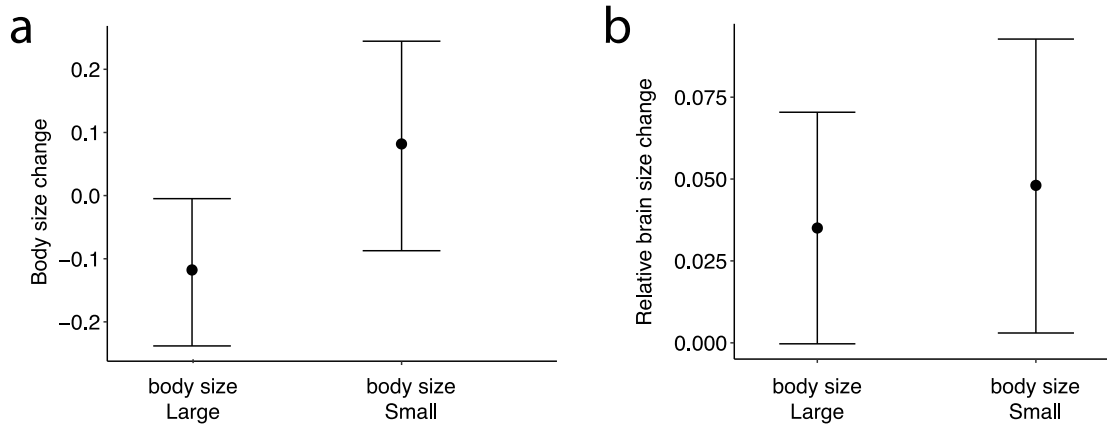 a
Body size change
0.2
0.1
0.0
−0.1
−0.2
body size
Large
body size
Small
b
Relative brain size change
0.075
0.050
0.025
0.000
body size
Large
body size
Small